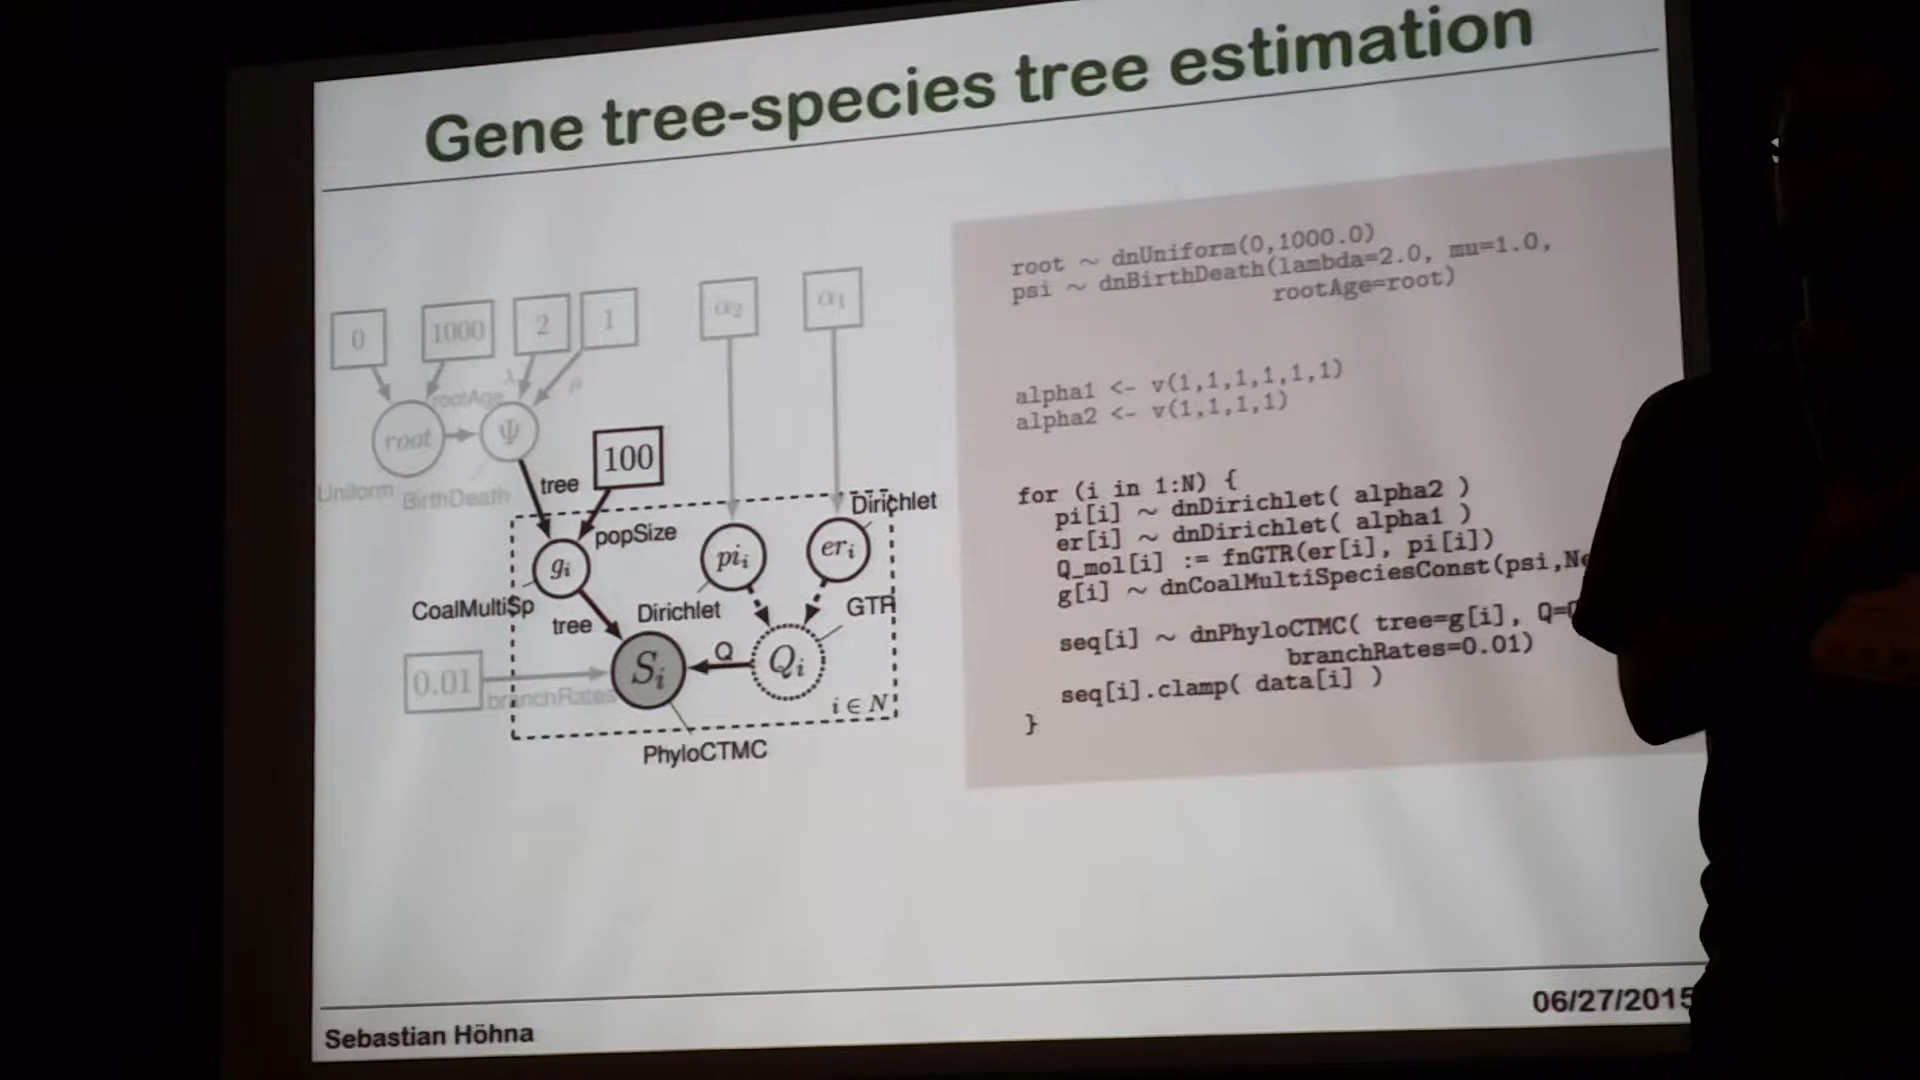 Gene tree-species tree estimation
0
1000
2
1
α2
α1
λ
μ
rootAge
root
Ψ
Uniform
BirthDeath
100
tree
popSize
Dirichlet
gi
pii
eri
CoalMultiSp
Dirichlet
GTR
tree
0.01
branchRates
Si
Q
Qi
i ∈ N
PhyloCTMC
root ~ dnUniform(0,1000.0)
psi ~ dnBirthDeath(lambda=2.0, mu=1.0,
rootAge=root)
alpha1 <- v(1,1,1,1,1,1)
alpha2 <- v(1,1,1,1)
for (i in 1:N) {
pi[i] ~ dnDirichlet( alpha2 )
er[i] ~ dnDirichlet( alpha1 )
Q_mol[i] := fnGTR(er[i], pi[i])
g[i] ~ dnCoalMultiSpeciesConst(psi,Ne
seq[i] ~ dnPhyloCTMC( tree=g[i], Q=
branchRates=0.01)
seq[i].clamp( data[i] )
}
Sebastian Höhna
06/27/2015